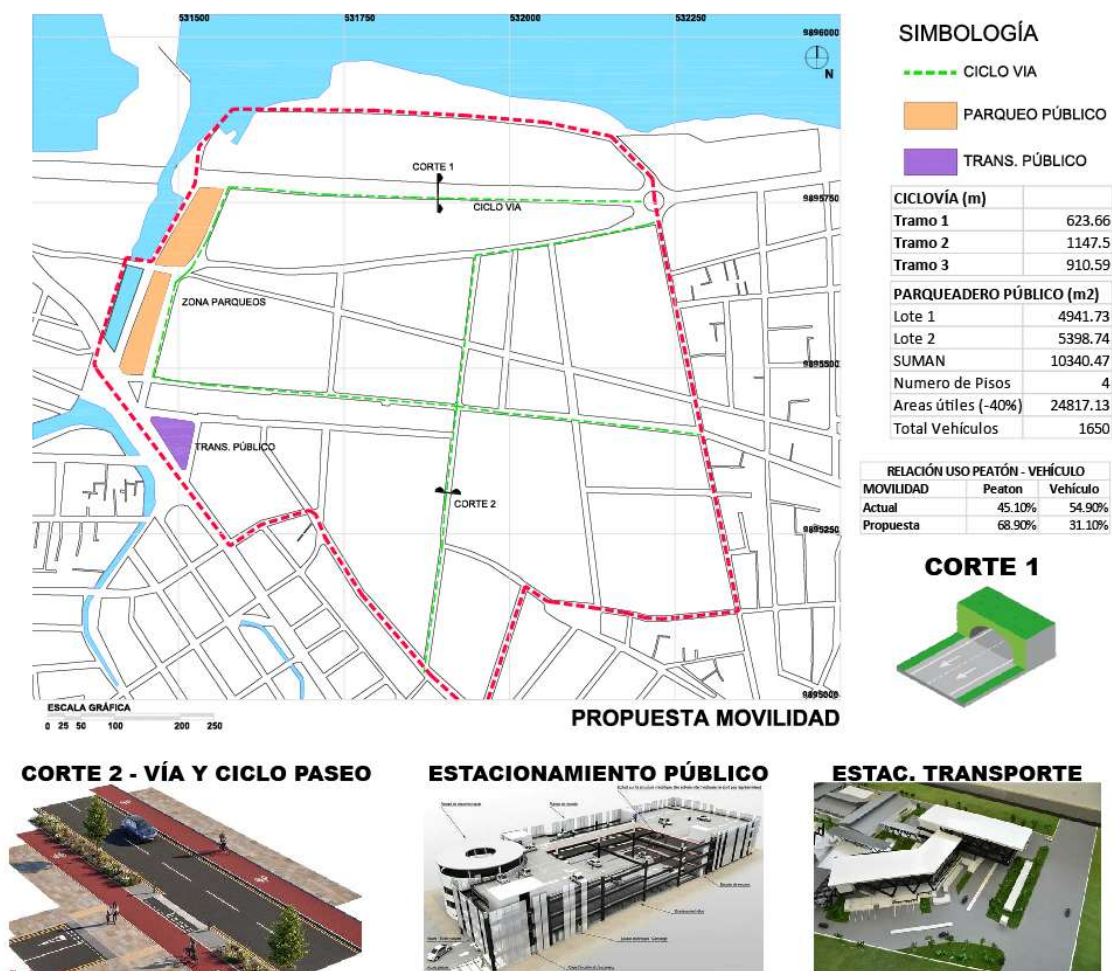 531500 531750 532000 532250
9896000
N
CORTE 1
9895750
CICLO VIA
ZONA PARQUEOS
9895500
TRANS. PÚBLICO
CORTE 2
9895250
9895000
ESCALA GRÁFICA
0 25 50 100 200 250
PROPUESTA MOVILIDAD
SIMBOLOGÍA
CICLO VIA
PARQUEO PÚBLICO
TRANS. PÚBLICO
CICLOVÍA (m)
Tramo 1 623.66
Tramo 2 1147.5
Tramo 3 910.59
PARQUEADERO PÚBLICO (m2)
Lote 1 4941.73
Lote 2 5398.74
SUMAN 10340.47
Numero de Pisos 4
Areas útiles (-40%) 24817.13
Total Vehículos 1650
RELACIÓN USO PEATÓN - VEHÍCULO
MOVILIDAD Peaton Vehículo
Actual 45.10% 54.90%
Propuesta 68.90% 31.10%
CORTE 1
CORTE 2 - VÍA Y CICLO PASEO
ESTACIONAMIENTO PÚBLICO
ESTAC. TRANSPORTE